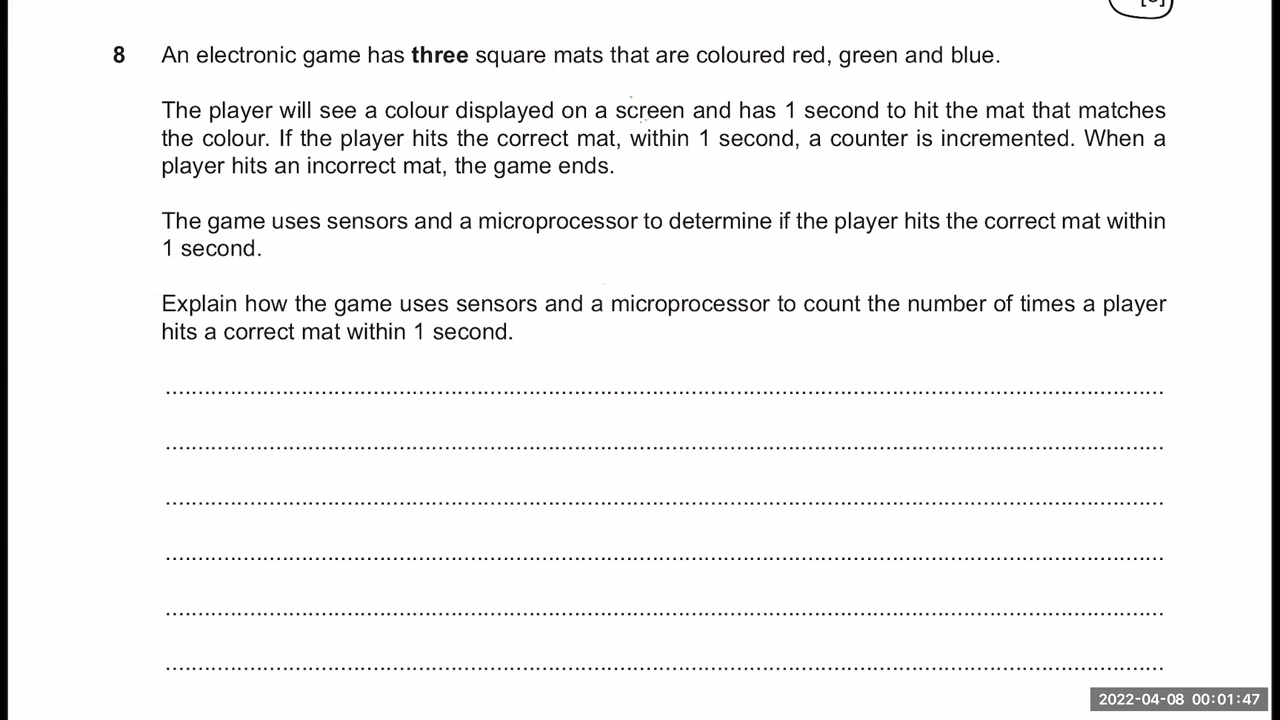 8 An electronic game has three square mats that are coloured red, green and blue.
The player will see a colour displayed on a screen and has 1 second to hit the mat that matches
the colour. If the player hits the correct mat, within 1 second, a counter is incremented. When a
player hits an incorrect mat, the game ends.
The game uses sensors and a microprocessor to determine if the player hits the correct mat within
1 second.
Explain how the game uses sensors and a microprocessor to count the number of times a player
hits a correct mat within 1 second.
2022-04-08 00:01:47